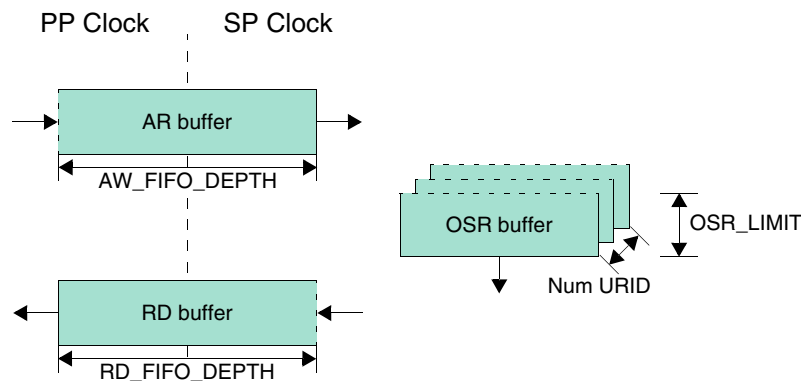 PP Clock
SP Clock
AR buffer
AW_FIFO_DEPTH
OSR buffer
OSR_LIMIT
Num URID
RD buffer
RD_FIFO_DEPTH